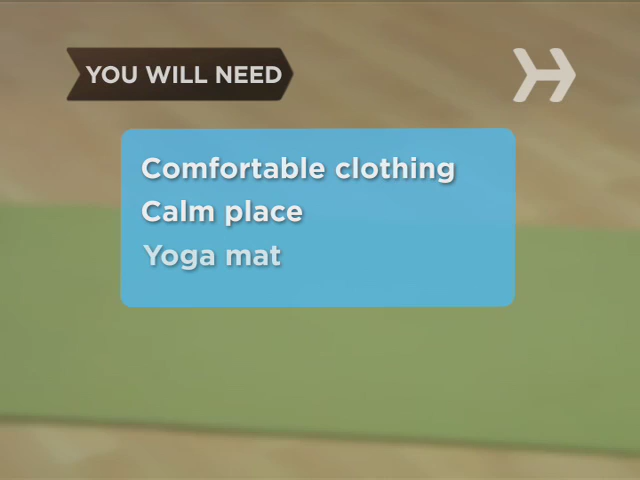 YOU WILL NEED
Comfortable clothing
Calm place
Yoga mat